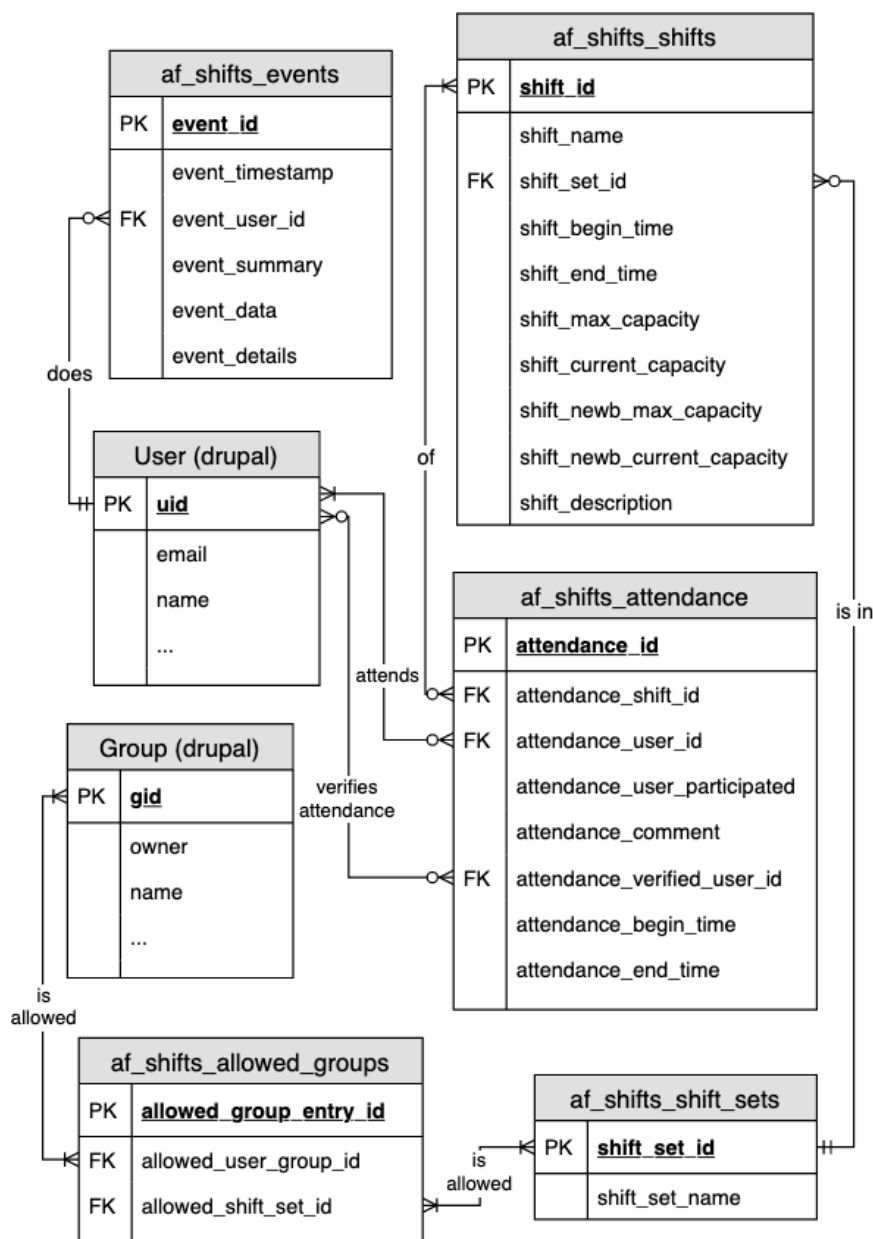 af_shifts_events
PK event_id
event_timestamp
FK event_user_id
event_summary
event_data
event_details
af_shifts_shifts
PK shift_id
shift_name
FK shift_set_id
shift_begin_time
shift_end_time
shift_max_capacity
shift_current_capacity
shift_newb_max_capacity
shift_newb_current_capacity
shift_description
does
of
is in
User (drupal)
PK uid
email
name
...
attends
verifies
attendance
af_shifts_attendance
PK attendance_id
FK attendance_shift_id
FK attendance_user_id
attendance_user_participated
attendance_comment
FK attendance_verified_user_id
attendance_begin_time
attendance_end_time
Group (drupal)
PK gid
owner
name
...
is
allowed
af_shifts_allowed_groups
PK allowed_group_entry_id
FK allowed_user_group_id
FK allowed_shift_set_id
is
allowed
af_shifts_shift_sets
PK shift_set_id
shift_set_name